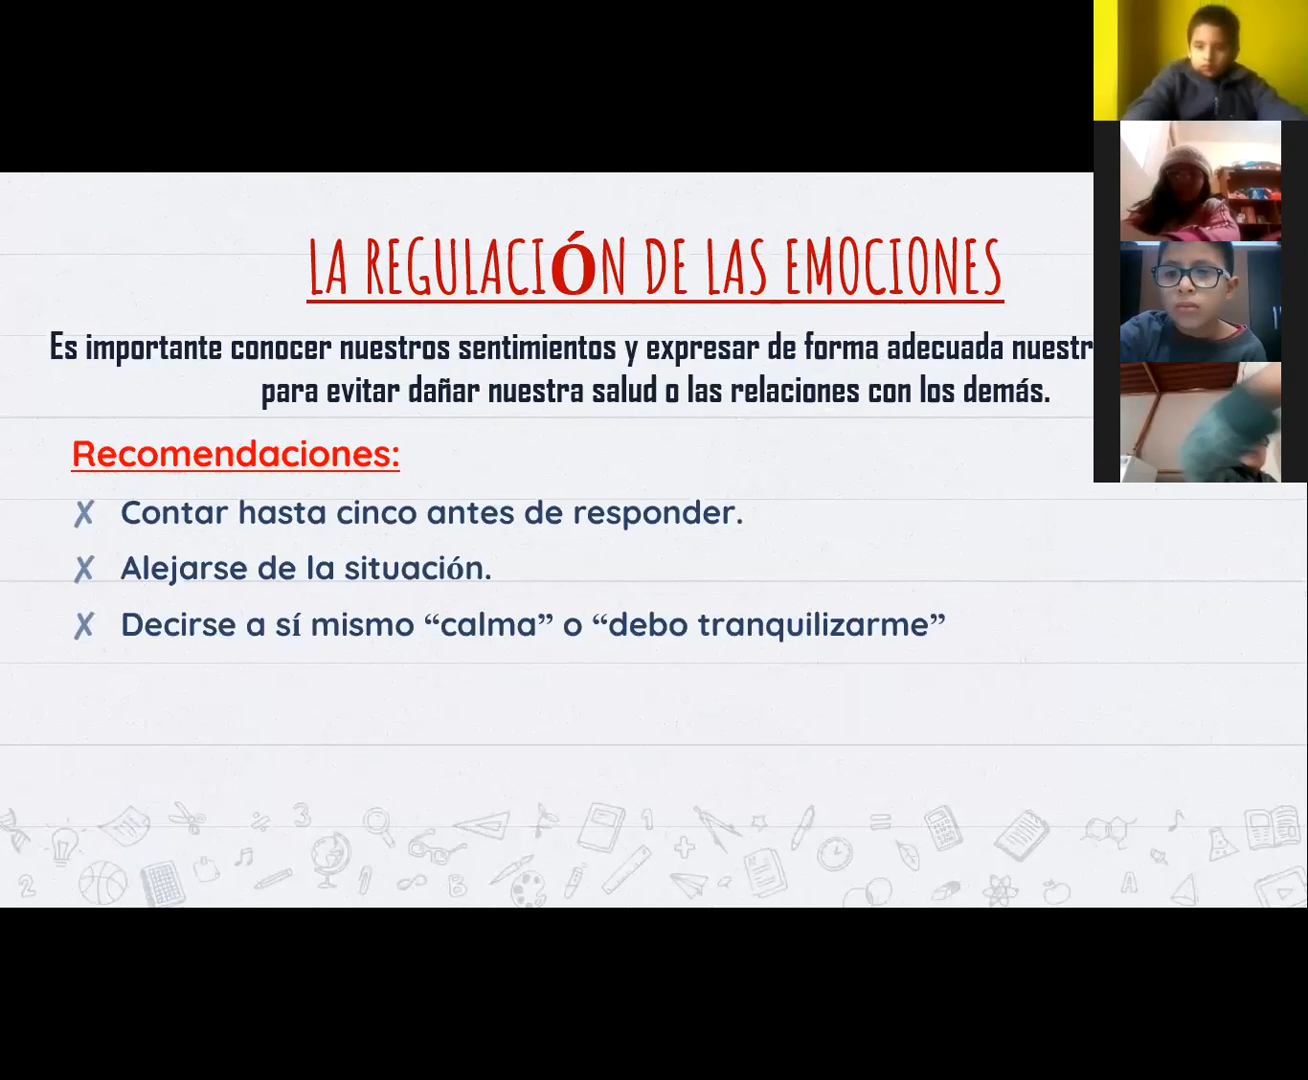 LA REGULACIÓN DE LAS EMOCIONES
Es importante conocer nuestros sentimientos y expresar de forma adecuada
para evitar dañar nuestra salud o las relaciones con los demás.
Recomendaciones:
✗ Contar hasta cinco antes de responder.
✗ Alejarse de la situación.
✗ Decirse a sí mismo “calma” o “debo tranquilizarme”